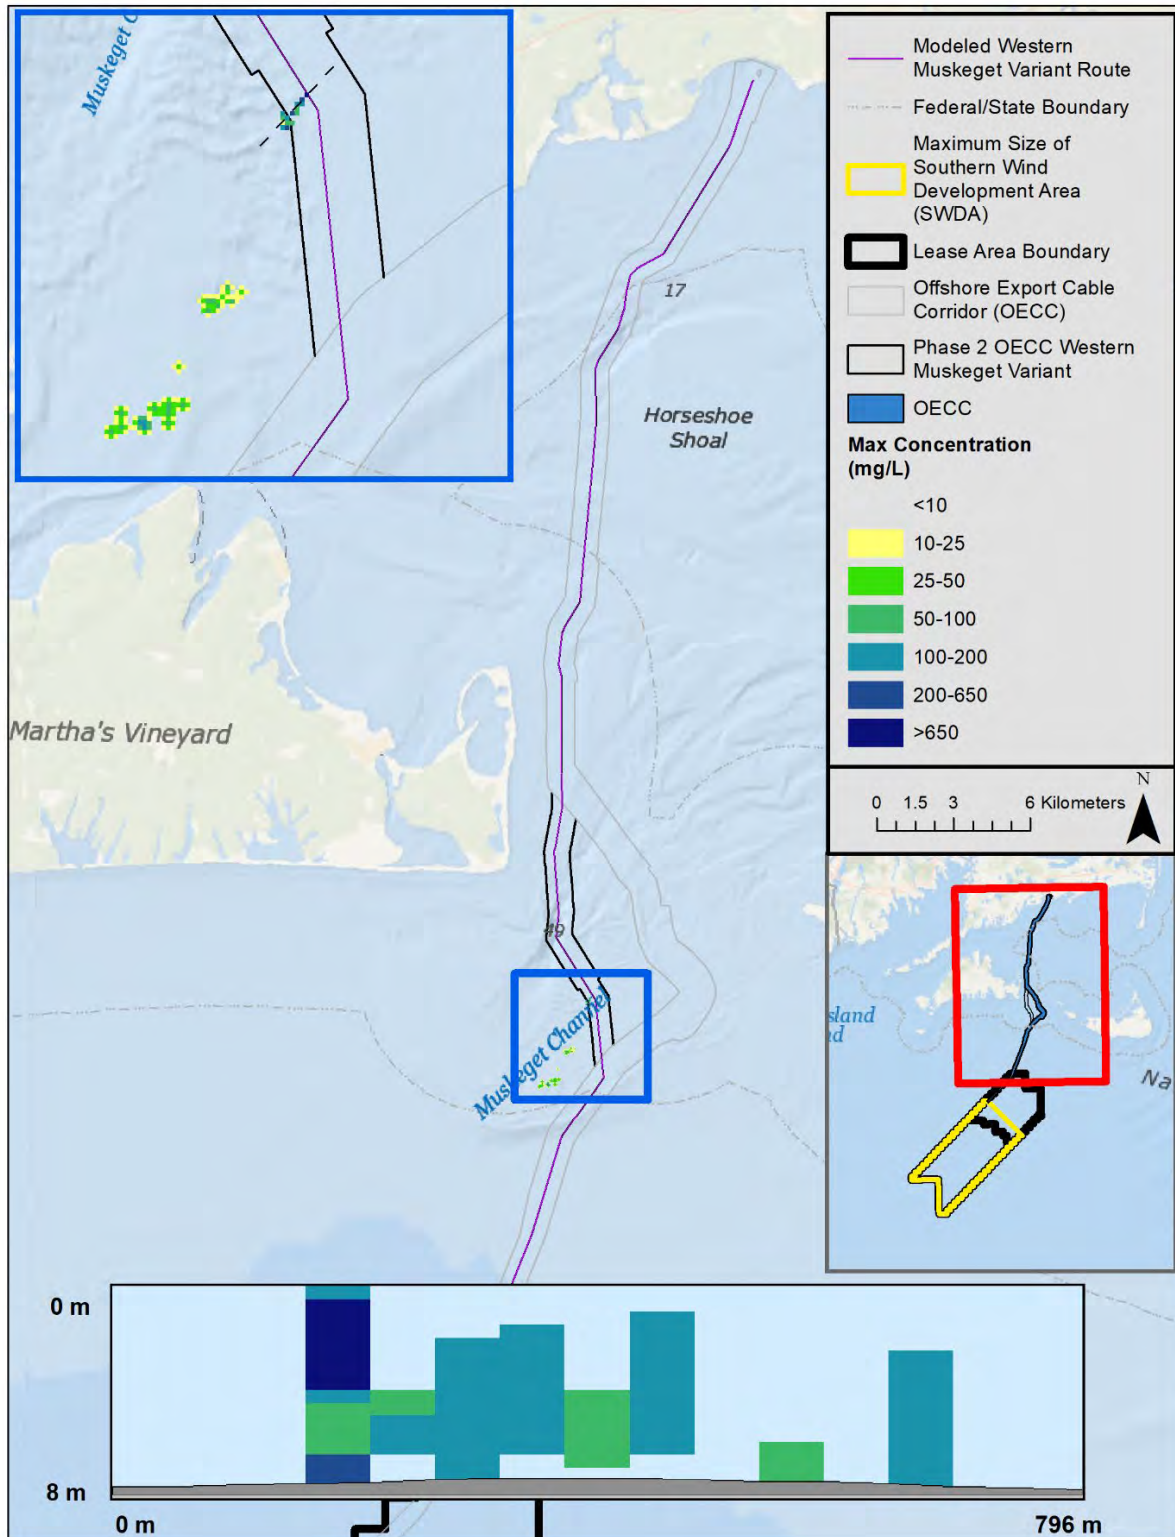 Muskeget C
Modeled Western
Muskeget Variant Route
Federal/State Boundary
Maximum Size of
Southern Wind
Development Area
(SWDA)
Lease Area Boundary
Offshore Export Cable
Corridor (OECC)
Phase 2 OECC Western
Muskeget Variant
OECC
Max Concentration
(mg/L)
<10
10-25
25-50
50-100
100-200
200-650
>650
17
Horseshoe
Shoal
Martha's Vineyard
49
Muskeget Channel
N
0 1.5 3 6 Kilometers
sland
nd
Na
0 m
8 m
0 m
796 m